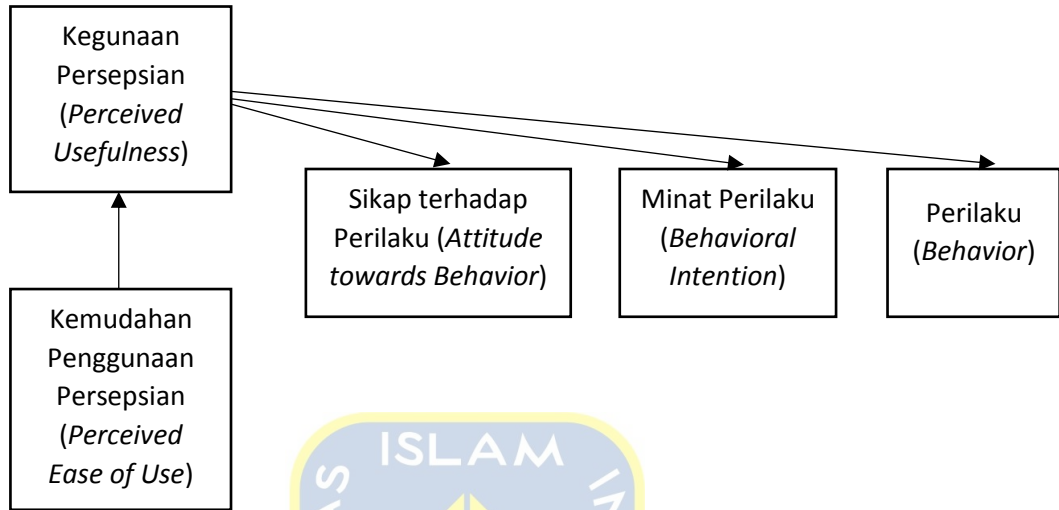 Kegunaan
Persepsian
(Perceived
Usefulness)
Sikap terhadap
Perilaku (Attitude
towards Behavior)
Minat Perilaku
(Behavioral
Intention)
Perilaku
(Behavior)
Kemudahan
Penggunaan
Persepsian
(Perceived
Ease of Use)
ISLAM